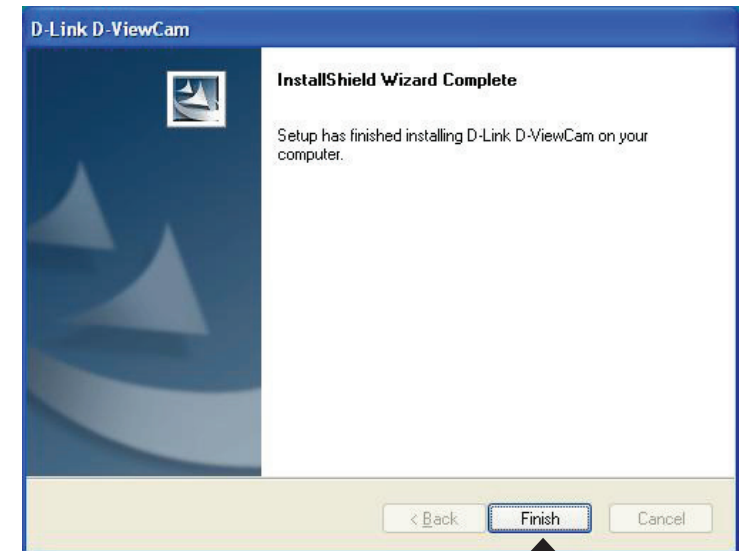 D-Link D-ViewCam
InstallShield Wizard Complete
Setup has finished installing D-Link D-ViewCam on your
computer.
< Back Finish Cancel